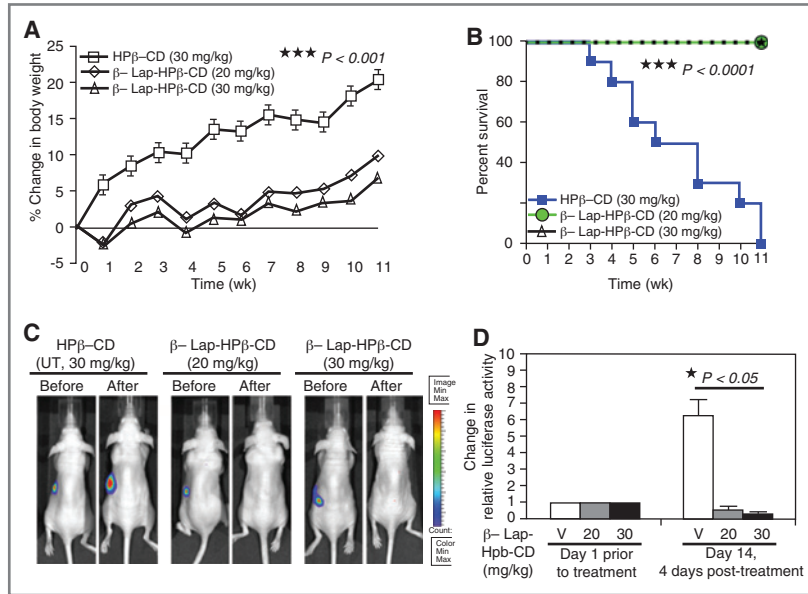 A
25
20
15
10
5
0
-5
% Change in body weight
HPβ–CD (30 mg/kg)
β– Lap-HPβ-CD (20 mg/kg)
β– Lap-HPβ-CD (30 mg/kg)
★★★ P < 0.001
0 1 2 3 4 5 6 7 8 9 10 11
Time (wk)
B
100
80
60
40
20
0
Percent survival
★★★ P < 0.0001
HPβ–CD (30 mg/kg)
β– Lap-HPβ-CD (20 mg/kg)
β– Lap-HPβ-CD (30 mg/kg)
0 1 2 3 4 5 6 7 8 9 10 11
Time (wk)
C
HPβ–CD
(UT, 30 mg/kg)
β– Lap-HPβ-CD
(20 mg/kg)
β– Lap-HPβ-CD
(30 mg/kg)
Before After Before After Before After
Image
Min
Max
Count:
Color
Min
Max
D
10
9
8
7
6
5
4
3
2
1
0
Change in
relative luciferase activity
★ P < 0.05
β– Lap-
Hpb-CD
(mg/kg)
V 20 30
Day 1 prior
to treatment
V 20 30
Day 14,
4 days post-treatment